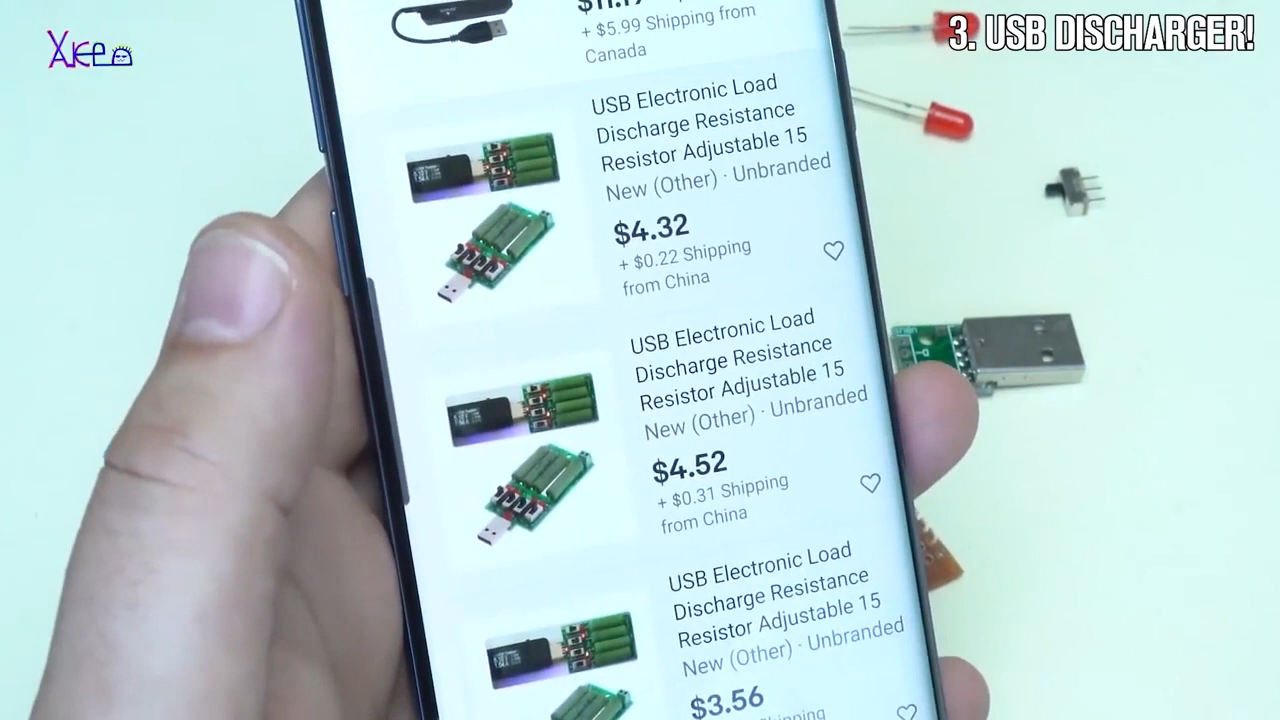 3. USB DISCHARGER!
+ $5.99 Shipping from
Canada
USB Electronic Load
Discharge Resistance
Resistor Adjustable 15
New (Other) · Unbranded
$4.32
+ $0.22 Shipping
from China
USB Electronic Load
Discharge Resistance
Resistor Adjustable 15
New (Other) · Unbranded
$4.52
+ $0.31 Shipping
from China
USB Electronic Load
Discharge Resistance
Resistor Adjustable 15
New (Other) · Unbranded
$3.56
Shipping